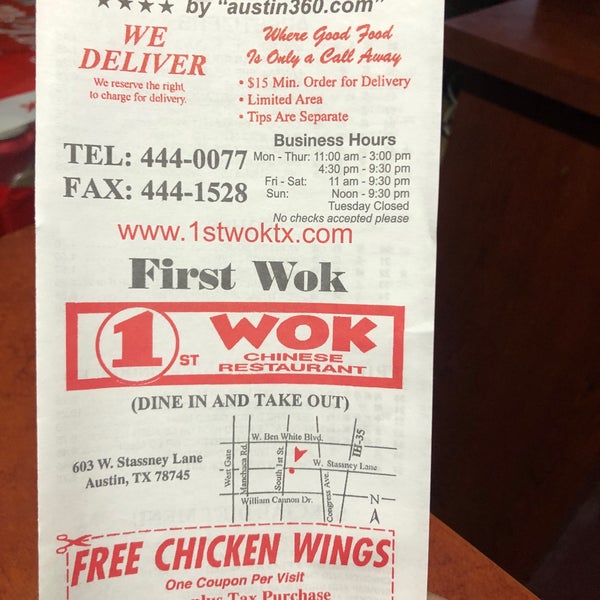 ★★★★ by "austin360.com"
WE
DELIVER
We reserve the right
to charge for delivery.
Where Good Food
Is Only a Call Away
• $15 Min. Order for Delivery
• Limited Area
• Tips Are Separate
TEL: 444-0077
FAX: 444-1528
Business Hours
Mon - Thur: 11:00 am - 3:00 pm
4:30 pm - 9:30 pm
Fri - Sat: 11 am - 9:30 pm
Sun: Noon - 9:30 pm
Tuesday Closed
No checks accepted please
www.1stwoktx.com
First Wok
1ST WOK
CHINESE
RESTAURANT
(DINE IN AND TAKE OUT)
603 W. Stassney Lane
Austin, TX 78745
W. Ben White Blvd.
IH-35
West Gate
Manchaca Rd.
South 1st St.
W. Stassney Lane
Congress Ave.
William Cannon Dr.
N
FREE CHICKEN WINGS
One Coupon Per Visit
plus Tax Purchase